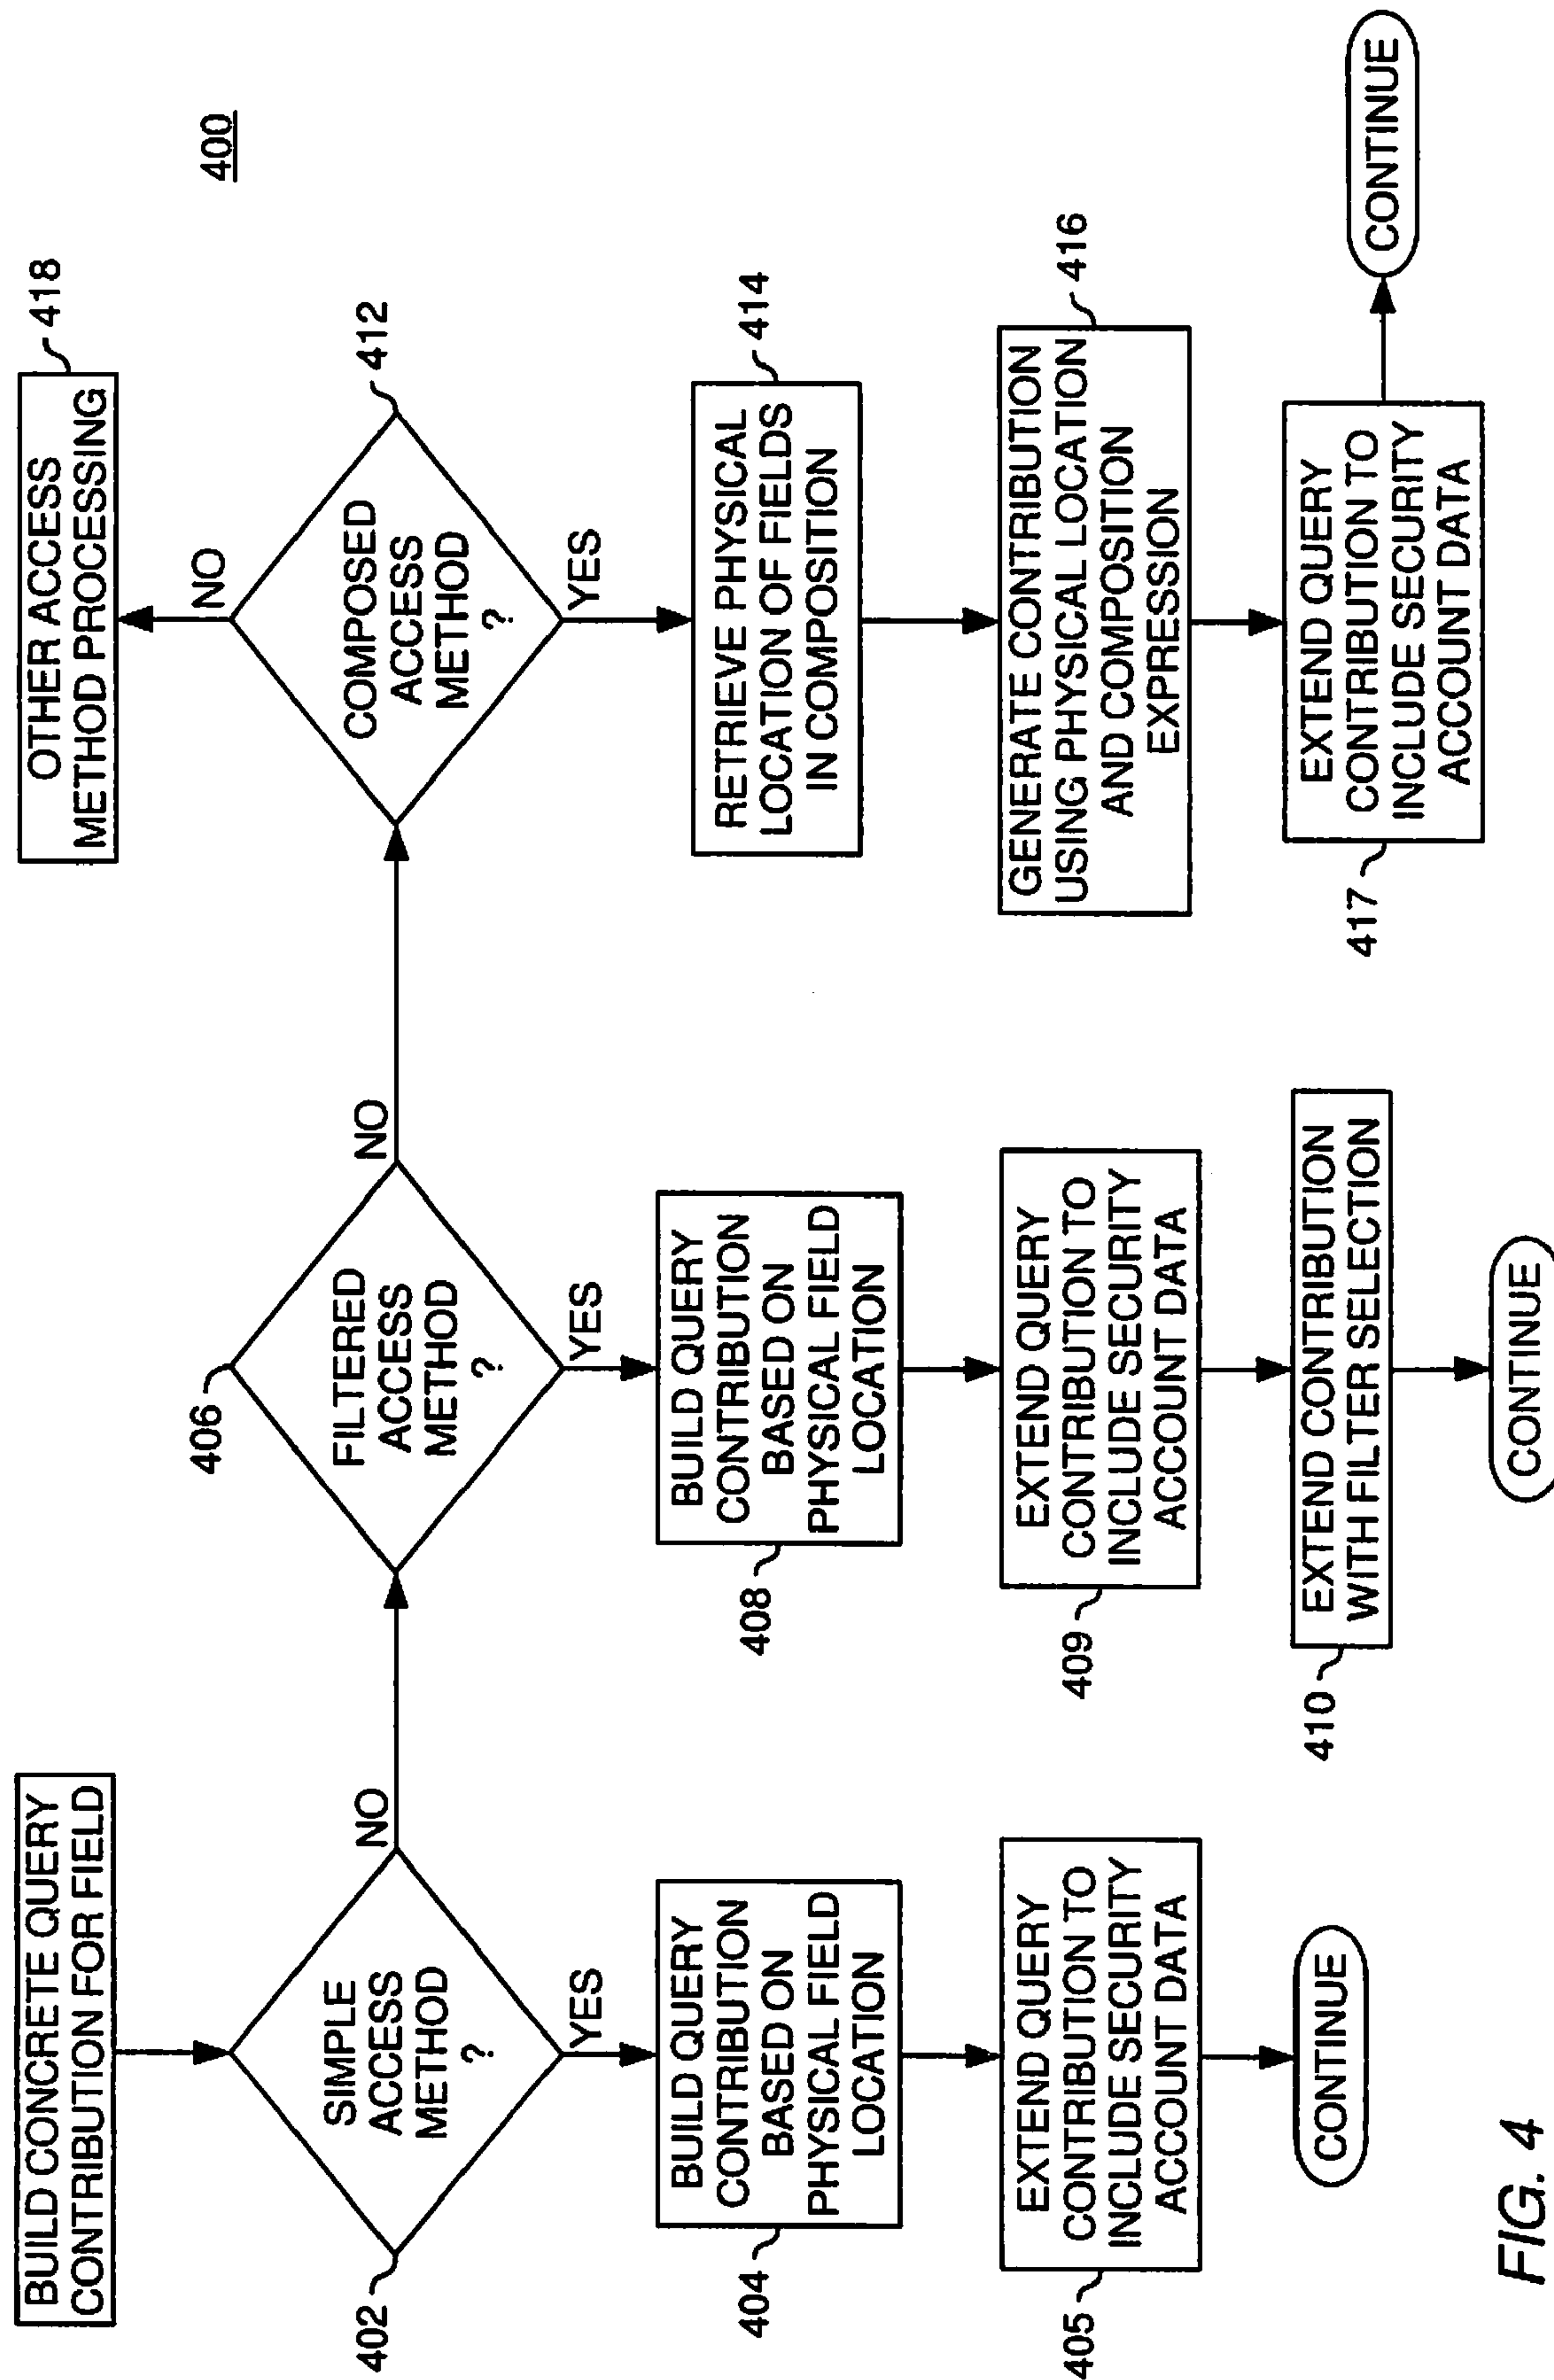 400
BUILD CONCRETE QUERY
CONTRIBUTION FOR FIELD
402
SIMPLE
ACCESS
METHOD
?
NO
YES
404
BUILD QUERY
CONTRIBUTION
BASED ON
PHYSICAL FIELD
LOCATION
405
EXTEND QUERY
CONTRIBUTION TO
INCLUDE SECURITY
ACCOUNT DATA
CONTINUE
406
FILTERED
ACCESS
METHOD
?
NO
YES
408
BUILD QUERY
CONTRIBUTION
BASED ON
PHYSICAL FIELD
LOCATION
409
EXTEND QUERY
CONTRIBUTION TO
INCLUDE SECURITY
ACCOUNT DATA
410
EXTEND CONTRIBUTION
WITH FILTER SELECTION
CONTINUE
OTHER ACCESS
METHOD PROCESSING
418
NO
412
COMPOSED
ACCESS
METHOD
?
YES
414
RETRIEVE PHYSICAL
LOCATION OF FIELDS
IN COMPOSITION
416
GENERATE CONTRIBUTION
USING PHYSICAL LOCATION
AND COMPOSITION
EXPRESSION
417
EXTEND QUERY
CONTRIBUTION TO
INCLUDE SECURITY
ACCOUNT DATA
CONTINUE
FIG. 4